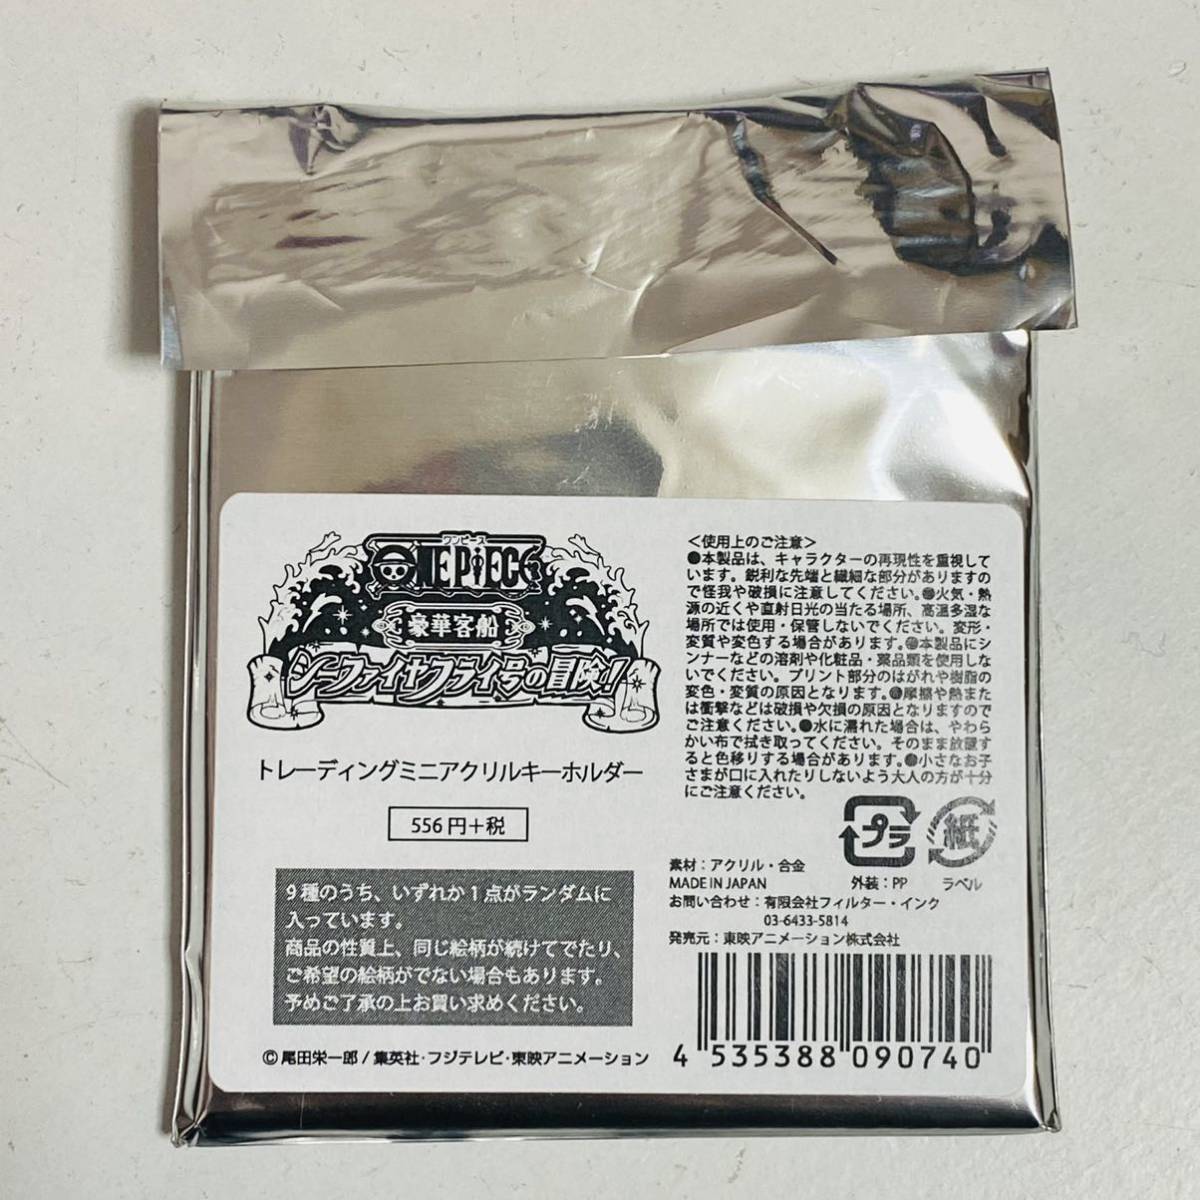 ワンピース
ONE PIECE
豪華客船
シーファイヤフライ号の冒険!
トレーディングミニアクリルキーホルダー
556円+税
9種のうち、いずれか1点がランダムに
入っています。
商品の性質上、同じ絵柄が続けてでたり、
ご希望の絵柄がでない場合もあります。
予めご了承の上お買い求めください。
©尾田栄一郎/集英社・フジテレビ・東映アニメーション
<使用上のご注意>
●本製品は、キャラクターの再現性を重視して
います。鋭利な先端と繊細な部分がありますの
で怪我や破損に注意してください。●火気・熱
源の近くや直射日光の当たる場所、高温多湿な
場所では使用・保管しないでください。変形・
変質や変色する場合があります。●本製品にシ
ンナーなどの溶剤や化粧品・薬品類を使用しな
いでください。プリント部分のはがれや樹脂の
変色・変質の原因となります。●摩擦や熱また
は衝撃などは破損や欠損の原因となりますので
ご注意ください。●水に濡れた場合は、やわら
かい布で拭き取ってください。そのまま放置す
ると色移りする場合があります。●小さなお子
さまが口に入れたりしないよう大人の方が十分
にご注意ください。
プラ 紙
素材:アクリル・合金
MADE IN JAPAN 外装:PP ラベル
お問い合わせ:有限会社フィルター・インク
03-6433-5814
発売元:東映アニメーション株式会社
4 535388 090740